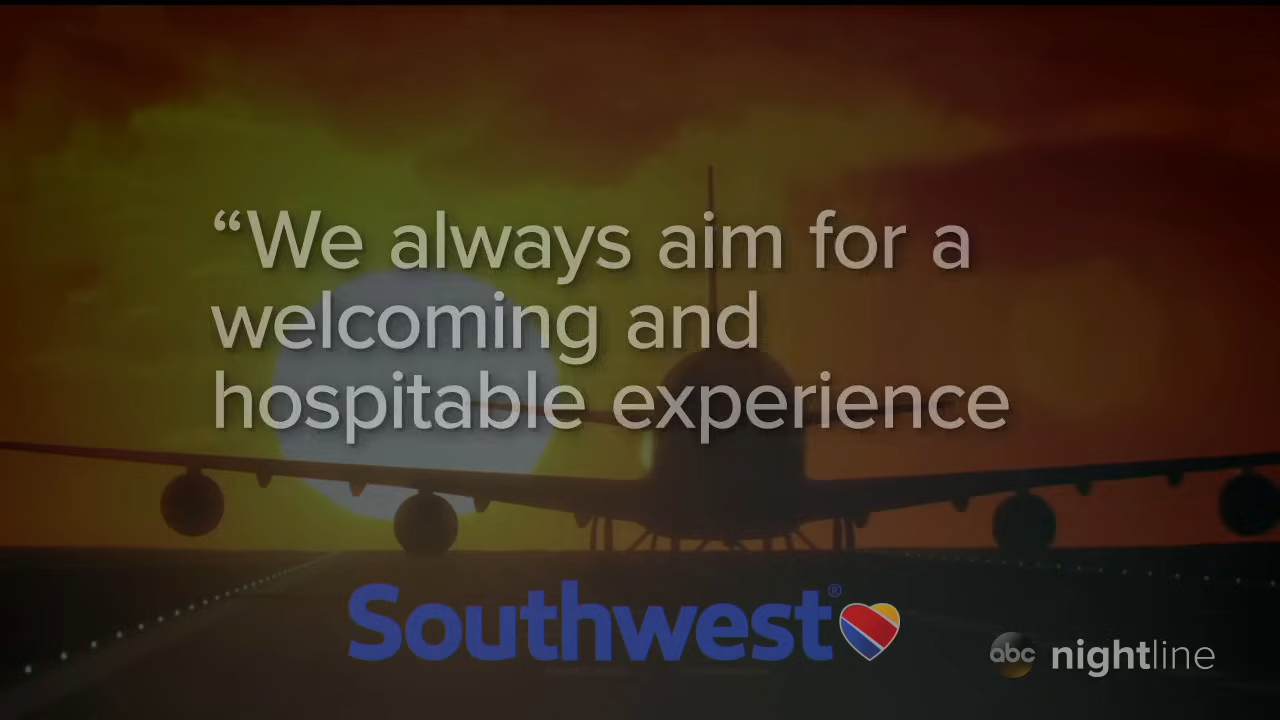 “We always aim for a
welcoming and
hospitable experience
Southwest®
abc nightline